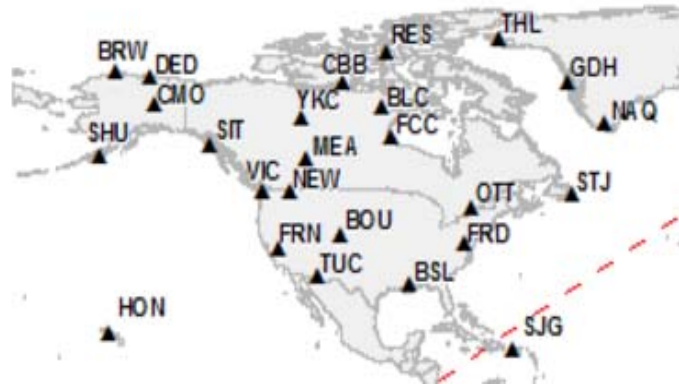 THL
RES
BRW
DED
CBB
GDH
CMO
YKC
BLC
NAQ
FCC
SHU
SIT
MEA
VIC
NEW
OTT
STJ
BOU
FRN
FRD
TUC
BSL
HON
SJG